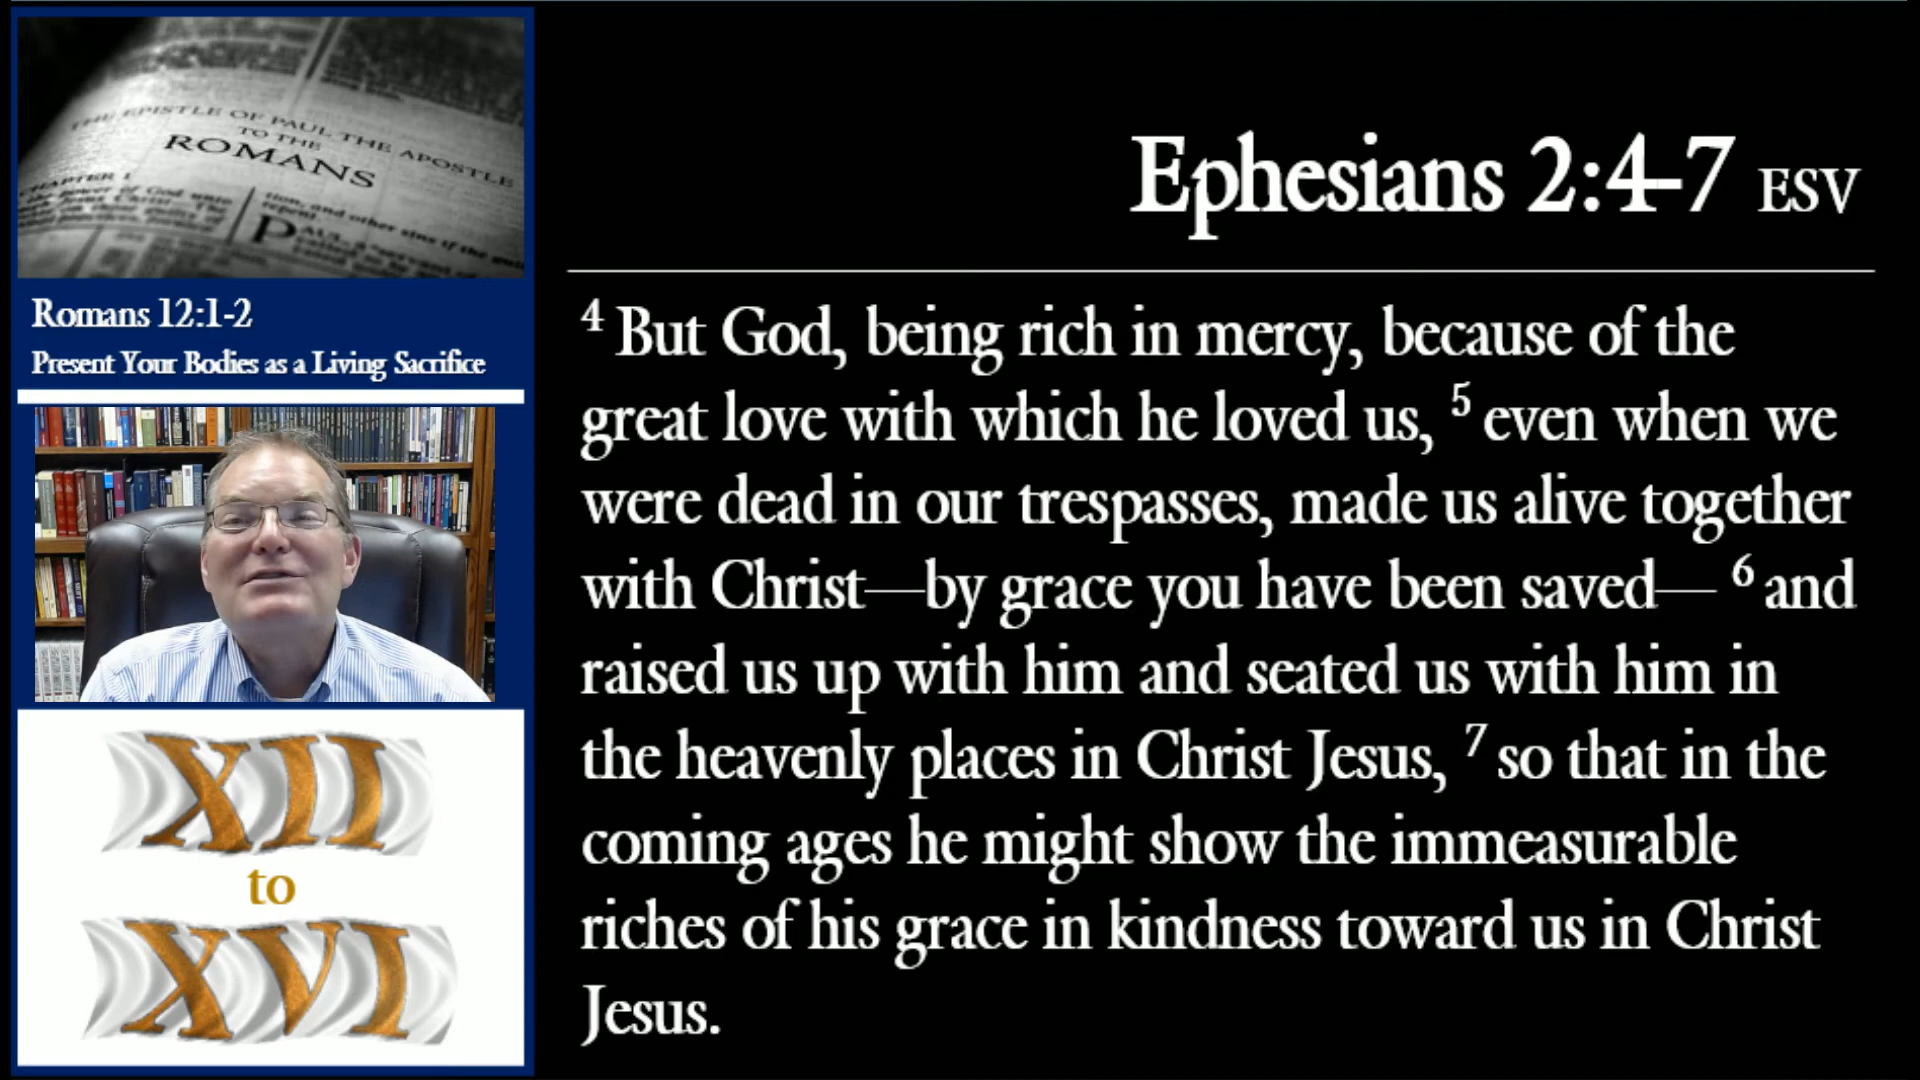 THE EPISTLE OF PAUL THE APOSTLE
TO THE
ROMANS
CHAPTER 1
Romans 12:1-2
Present Your Bodies as a Living Sacrifice
XII
to
XVI
Ephesians 2:4-7 ESV
4 But God, being rich in mercy, because of the
great love with which he loved us, 5 even when we
were dead in our trespasses, made us alive together
with Christ—by grace you have been saved— 6 and
raised us up with him and seated us with him in
the heavenly places in Christ Jesus, 7 so that in the
coming ages he might show the immeasurable
riches of his grace in kindness toward us in Christ
Jesus.